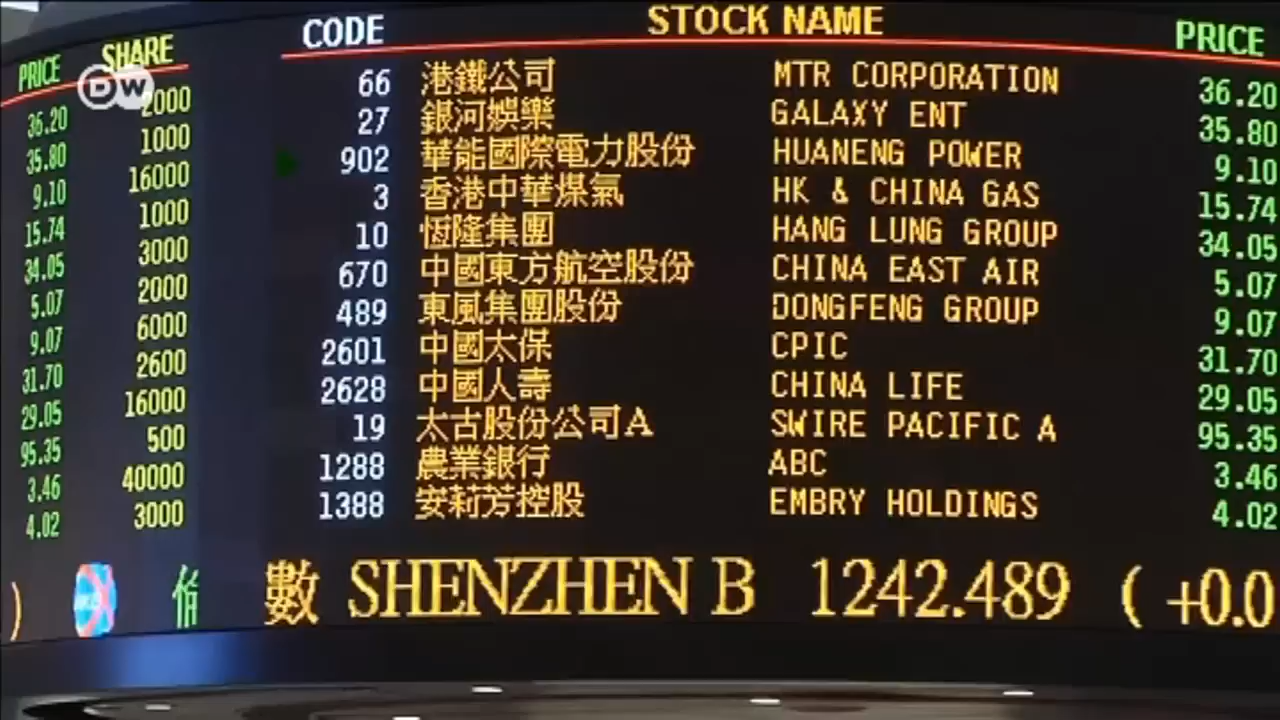 PRICE SHARE CODE STOCK NAME PRICE
DW
36.20 2000 66 港鐵公司 MTR CORPORATION 36.20
35.80 1000 27 銀河娛樂 GALAXY ENT 35.80
9.10 16000 902 華能國際電力股份 HUANENG POWER 9.10
15.74 1000 3 香港中華煤氣 HK & CHINA GAS 15.74
34.05 3000 10 恆隆集團 HANG LUNG GROUP 34.05
5.07 2000 670 中國東方航空股份 CHINA EAST AIR 5.07
9.07 6000 489 東風集團股份 DONGFENG GROUP 9.07
31.70 2600 2601 中國太保 CPIC 31.70
29.05 16000 2628 中國人壽 CHINA LIFE 29.05
95.35 500 19 太古股份公司A SWIRE PACIFIC A 95.35
3.46 40000 1288 農業銀行 ABC 3.46
4.02 3000 1388 安莉芳控股 EMBRY HOLDINGS 4.02
) 數 SHENZHEN B 1242.489 ( +0.0